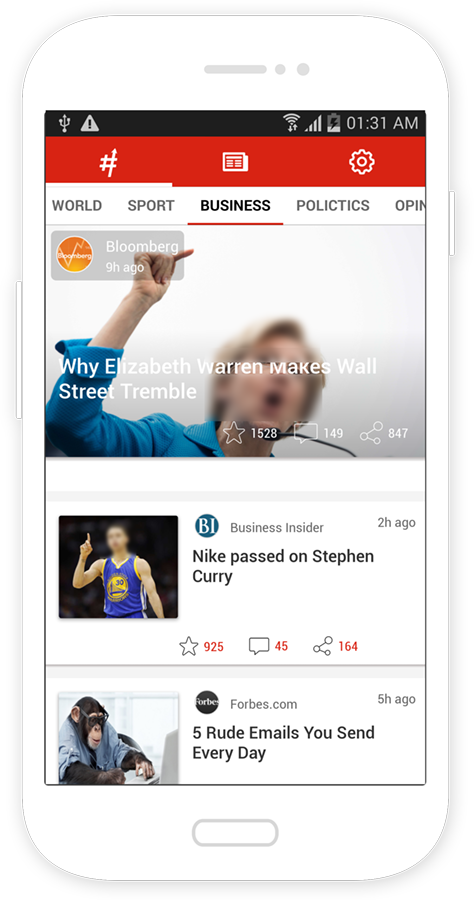 01:31 AM
WORLD SPORT BUSINESS POLICTICS OPIN
Bloomberg
Bloomberg
9h ago
Why Elizabeth Warren Makes Wall
Street Tremble
1528 149 847
BI Business Insider 2h ago
Nike passed on Stephen
Curry
30
925 45 164
Forbes Forbes.com 5h ago
5 Rude Emails You Send
Every Day